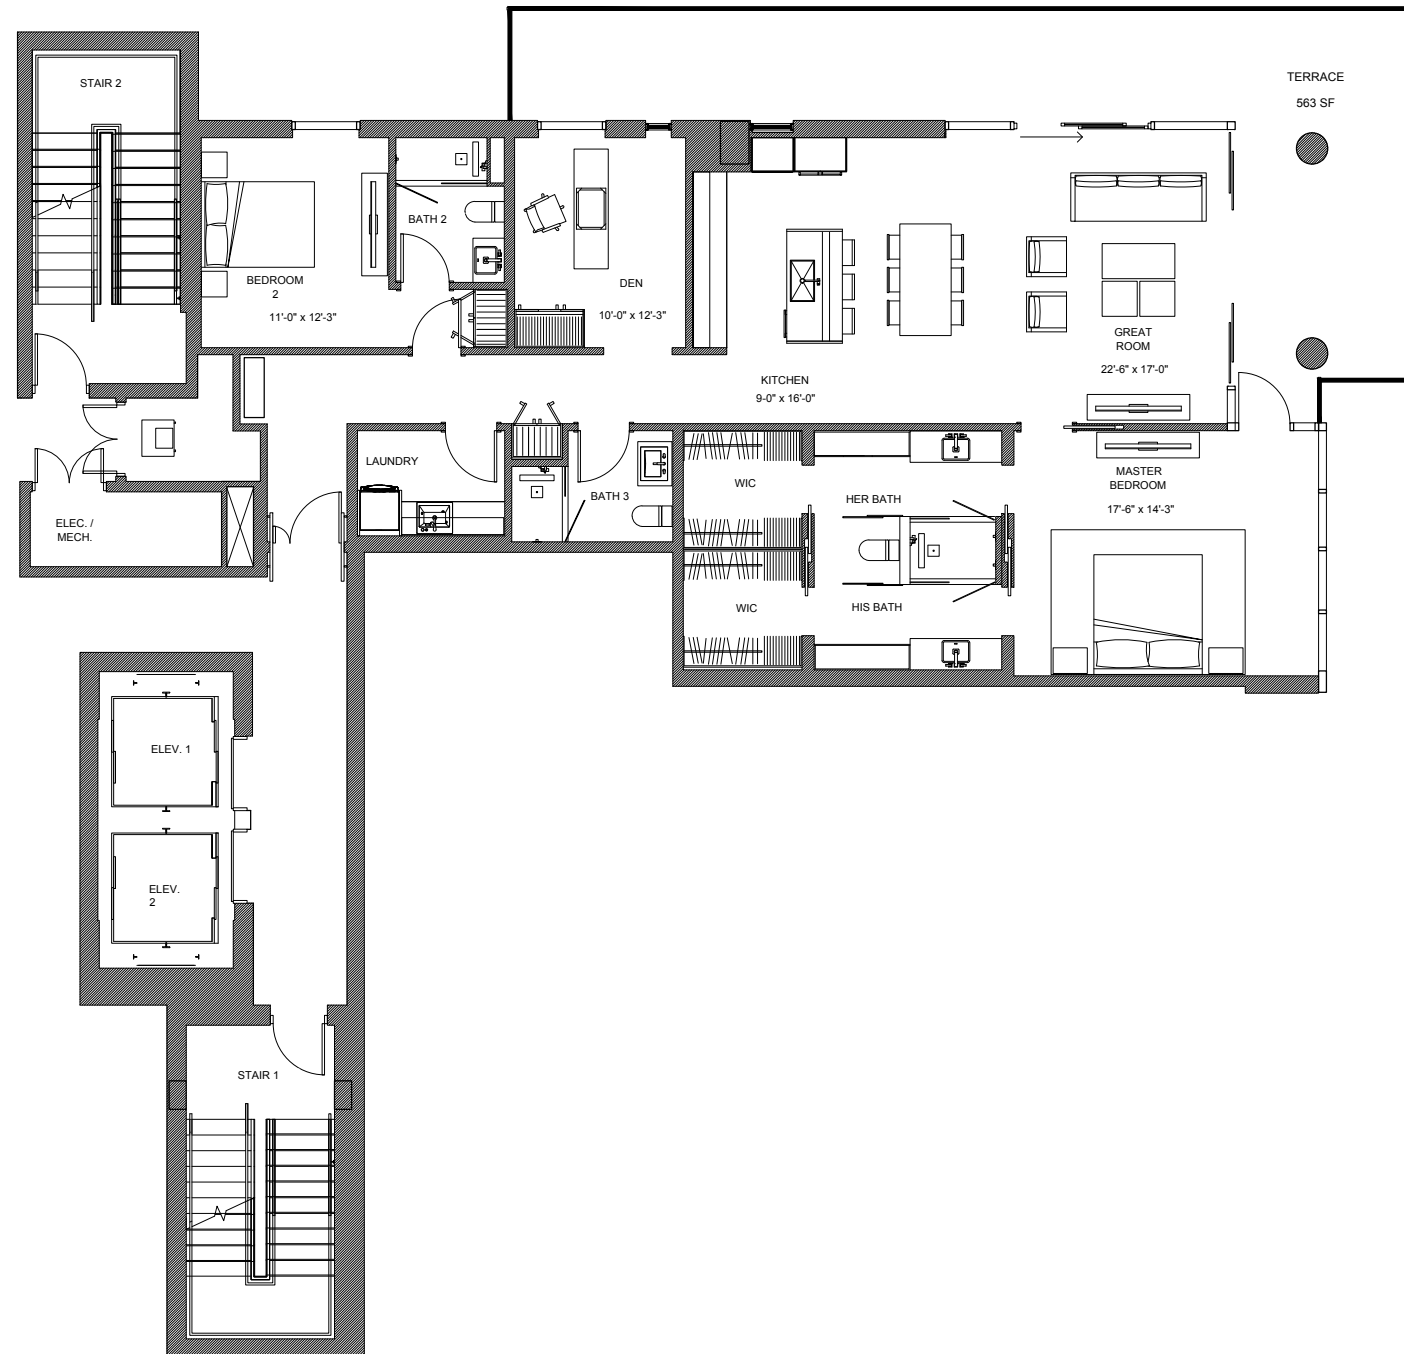 TERRACE
563 SF
STAIR 2
BATH 2
BEDROOM
2
11'-0" x 12'-3"
DEN
10'-0" x 12'-3"
GREAT
ROOM
22'-6" x 17'-0"
KITCHEN
9-0" x 16'-0"
LAUNDRY
BATH 3
WIC
HER BATH
MASTER
BEDROOM
17'-6" x 14'-3"
ELEC. /
MECH.
WIC
HIS BATH
ELEV. 1
ELEV.
2
STAIR 1